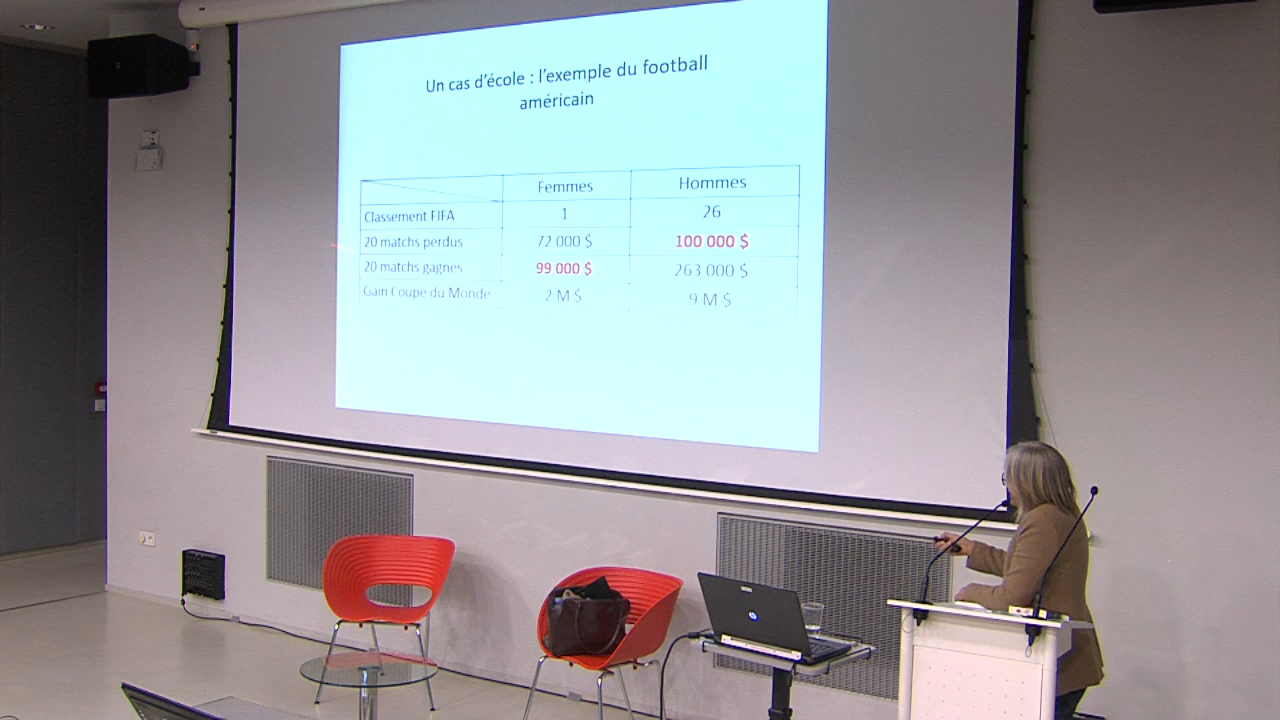 Un cas d'école : l'exemple du football
américain
Femmes Hommes
Classement FIFA 1 26
20 matchs perdus 72 000 $ 100 000 $
20 matchs gagnés 99 000 $ 263 000 $
Gain Coupe du Monde 2 M $ 9 M $
hp